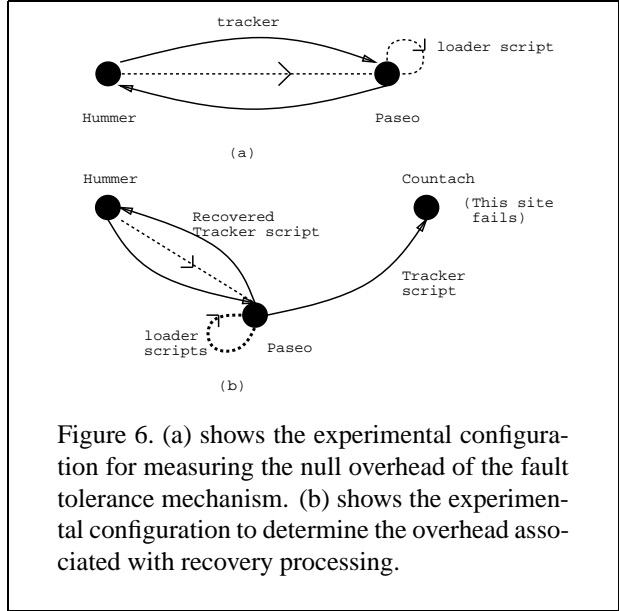 tracker
loader script
Hummer
Paseo
(a)
Hummer
Countach
Recovered
Tracker script
(This site
fails)
Tracker
script
loader
scripts
Paseo
(b)
Figure 6. (a) shows the experimental configura-
tion for measuring the null overhead of the fault
tolerance mechanism. (b) shows the experimen-
tal configuration to determine the overhead asso-
ciated with recovery processing.